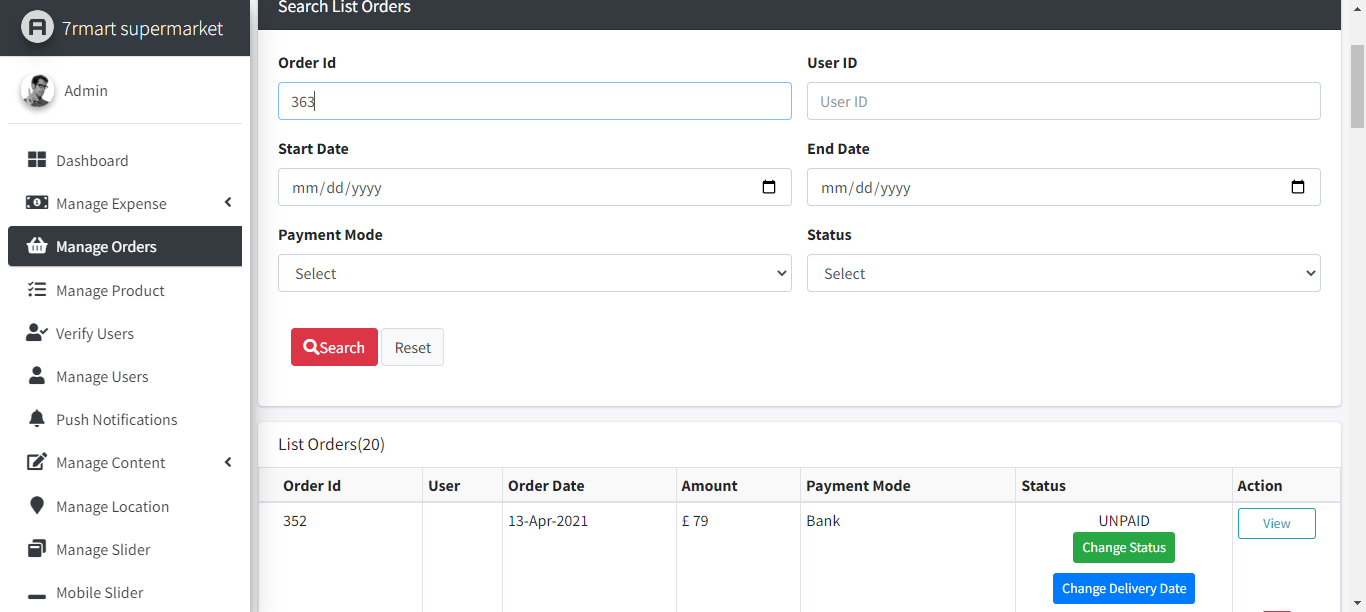 7rmart supermarket
Admin
Dashboard
Manage Expense
Manage Orders
Manage Product
Verify Users
Manage Users
Push Notifications
Manage Content
Manage Location
Manage Slider
Mobile Slider
Search List Orders
Order Id User ID
363 User ID
Start Date End Date
mm/dd/yyyy mm/dd/yyyy
Payment Mode Status
Select Select
Search Reset
List Orders(20)
Order Id User Order Date Amount Payment Mode Status Action
352 13-Apr-2021 £ 79 Bank UNPAID View
Change Status
Change Delivery Date